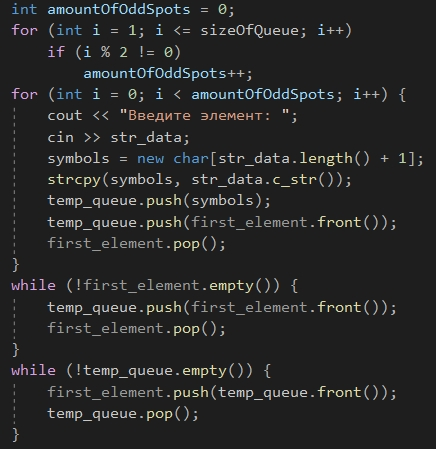 int amountOfOddSpots = 0;
for (int i = 1; i <= sizeOfQueue; i++)
    if (i % 2 != 0)
        amountOfOddSpots++;
for (int i = 0; i < amountOfOddSpots; i++) {
    cout << "Введите элемент: ";
    cin >> str_data;
    symbols = new char[str_data.length() + 1];
    strcpy(symbols, str_data.c_str());
    temp_queue.push(symbols);
    temp_queue.push(first_element.front());
    first_element.pop();
}
while (!first_element.empty()) {
    temp_queue.push(first_element.front());
    first_element.pop();
}
while (!temp_queue.empty()) {
    first_element.push(temp_queue.front());
    temp_queue.pop();
}